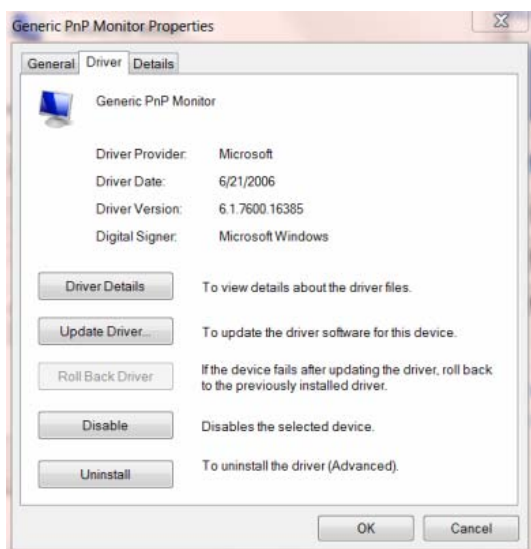 Generic PnP Monitor Properties
General Driver Details
Generic PnP Monitor
Driver Provider: Microsoft
Driver Date: 6/21/2006
Driver Version: 6.1.7600.16385
Digital Signer: Microsoft Windows
Driver Details To view details about the driver files.
Update Driver... To update the driver software for this device.
Roll Back Driver If the device fails after updating the driver, roll back
to the previously installed driver.
Disable Disables the selected device.
Uninstall To uninstall the driver (Advanced).
OK Cancel